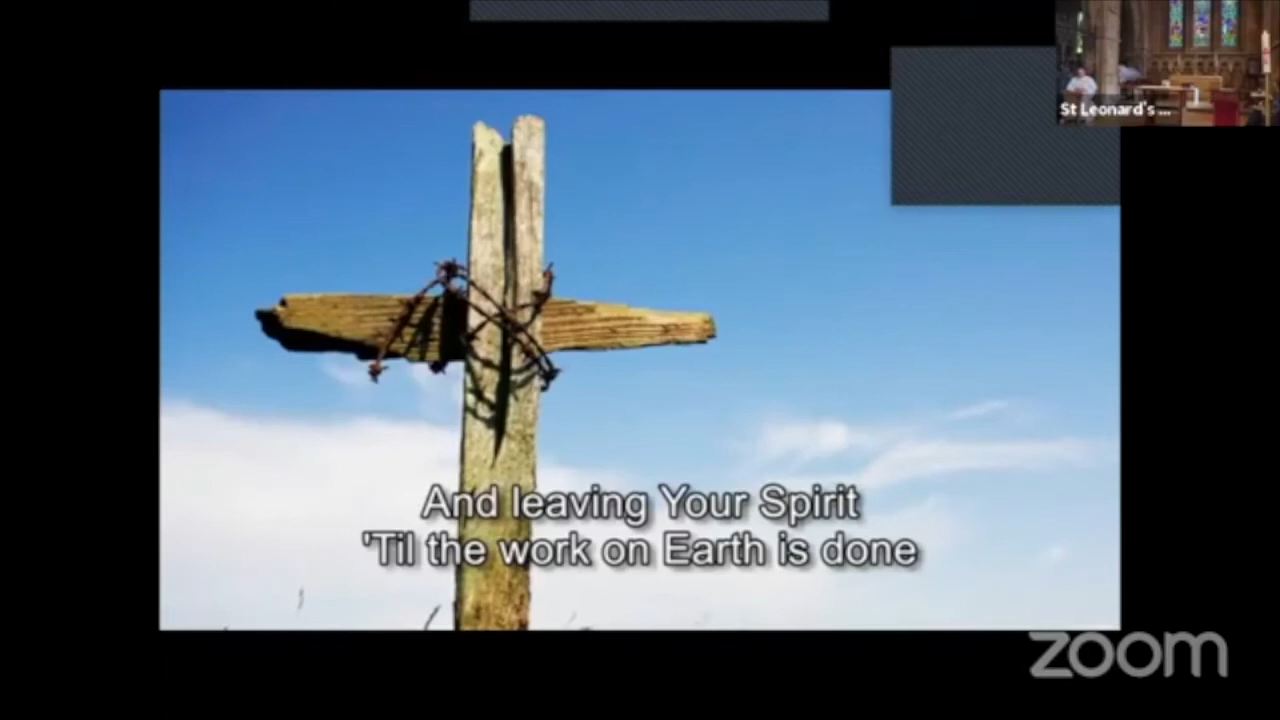 St Leonard's ...
And leaving Your Spirit
'Til the work on Earth is done
zoom